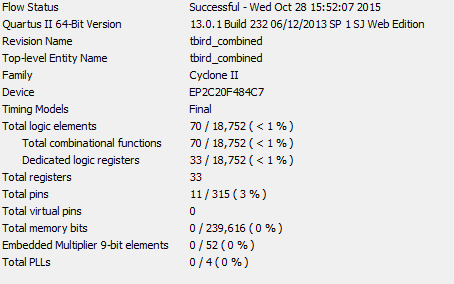 Flow Status Successful - Wed Oct 28 15:52:07 2015
Quartus II 64-Bit Version 13.0.1 Build 232 06/12/2013 SP 1 SJ Web Edition
Revision Name tbird_combined
Top-level Entity Name tbird_combined
Family Cyclone II
Device EP2C20F484C7
Timing Models Final
Total logic elements 70 / 18,752 ( < 1 % )
Total combinational functions 70 / 18,752 ( < 1 % )
Dedicated logic registers 33 / 18,752 ( < 1 % )
Total registers 33
Total pins 11 / 315 ( 3 % )
Total virtual pins 0
Total memory bits 0 / 239,616 ( 0 % )
Embedded Multiplier 9-bit elements 0 / 52 ( 0 % )
Total PLLs 0 / 4 ( 0 % )